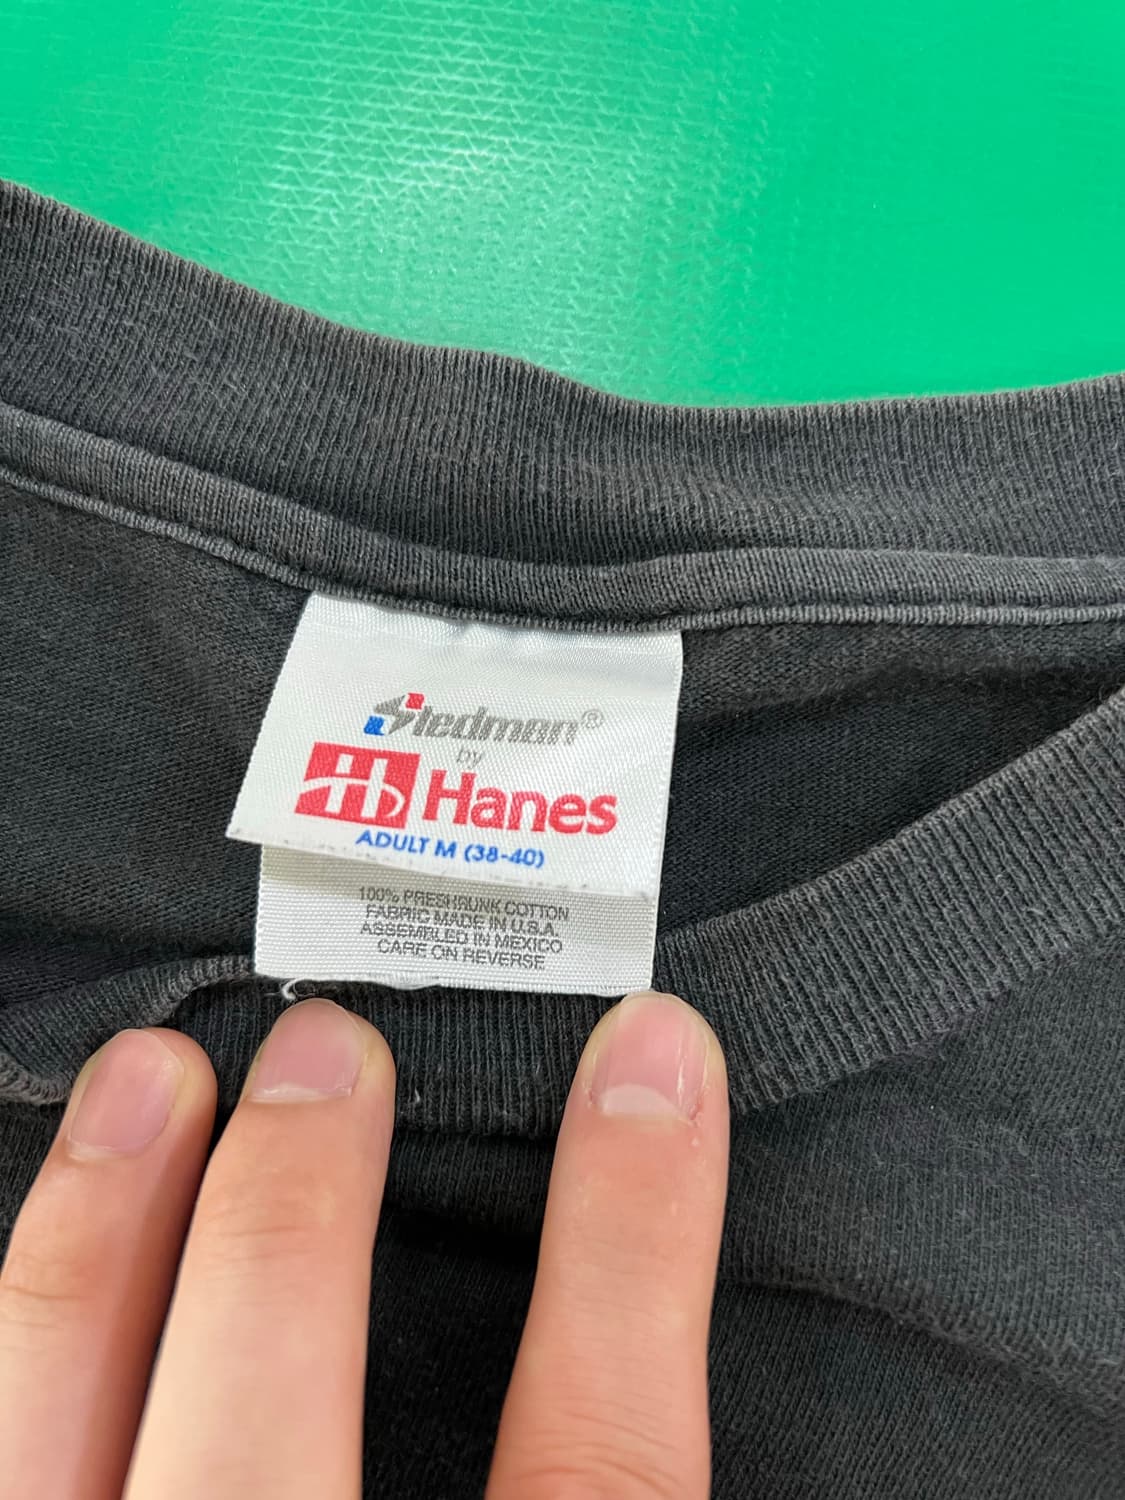 Stedman®
by
Hanes
ADULT M (38-40)
100% PRESHRUNK COTTON
FABRIC MADE IN U.S.A.
ASSEMBLED IN MEXICO
CARE ON REVERSE